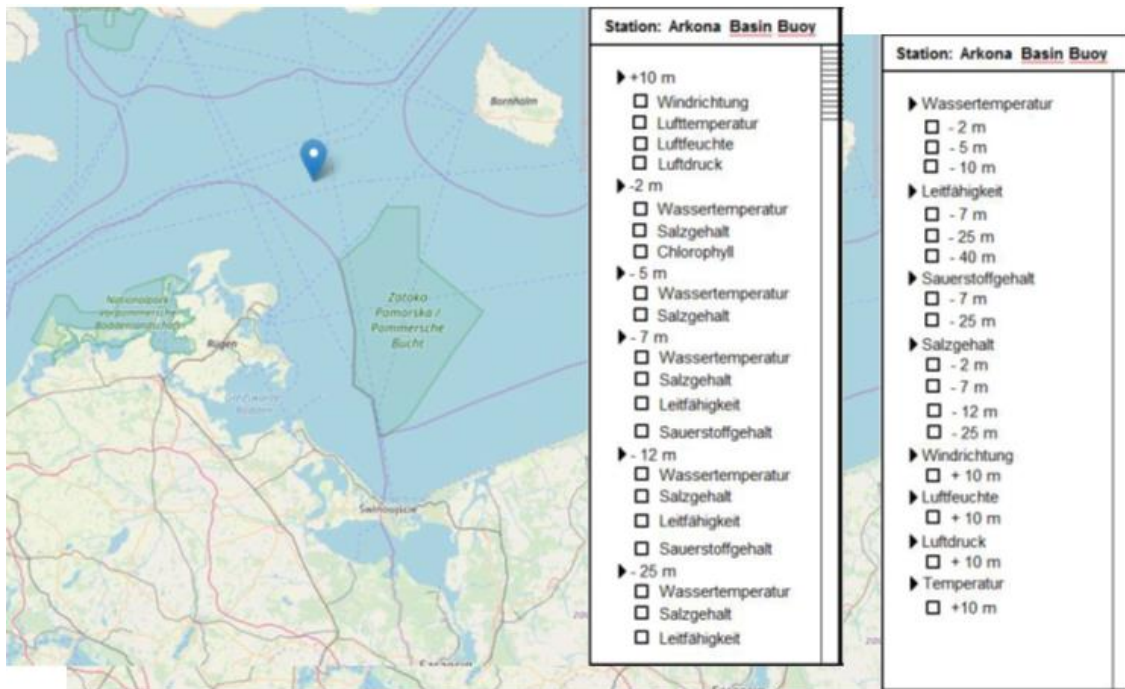 Bornholm
Nationalpark
Vorpommersche
Boddenlandschaft
Rügen
Zatoka
Pomorska /
Pommersche
Bucht
Świnoujście
Station: Arkona Basin Buoy
+10 m
Windrichtung
Lufttemperatur
Luftfeuchte
Luftdruck
-2 m
Wassertemperatur
Salzgehalt
Chlorophyll
- 5 m
Wassertemperatur
Salzgehalt
- 7 m
Wassertemperatur
Salzgehalt
Leitfähigkeit
Sauerstoffgehalt
- 12 m
Wassertemperatur
Salzgehalt
Leitfähigkeit
Sauerstoffgehalt
- 25 m
Wassertemperatur
Salzgehalt
Leitfähigkeit
Station: Arkona Basin Buoy
Wassertemperatur
- 2 m
- 5 m
- 10 m
Leitfähigkeit
- 7 m
- 25 m
- 40 m
Sauerstoffgehalt
- 7 m
- 25 m
Salzgehalt
- 2 m
- 7 m
- 12 m
- 25 m
Windrichtung
+ 10 m
Luftfeuchte
+ 10 m
Luftdruck
+ 10 m
Temperatur
+10 m